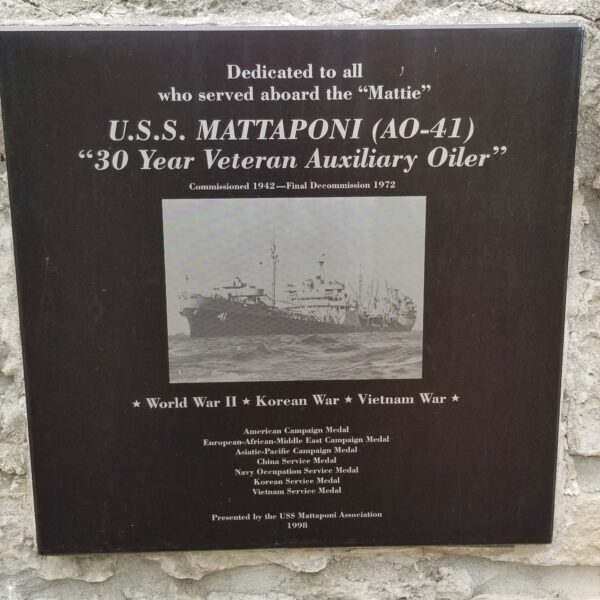 Dedicated to all
who served aboard the “Mattie”
U.S.S. MATTAPONI (AO-41)
“30 Year Veteran Auxiliary Oiler”
Commissioned 1942—Final Decommission 1972
41
★ World War II ★ Korean War ★ Vietnam War ★
American Campaign Medal
European-African-Middle East Campaign Medal
Asiatic-Pacific Campaign Medal
China Service Medal
Navy Occupation Service Medal
Korean Service Medal
Vietnam Service Medal
Presented by the USS Mattaponi Association
1998